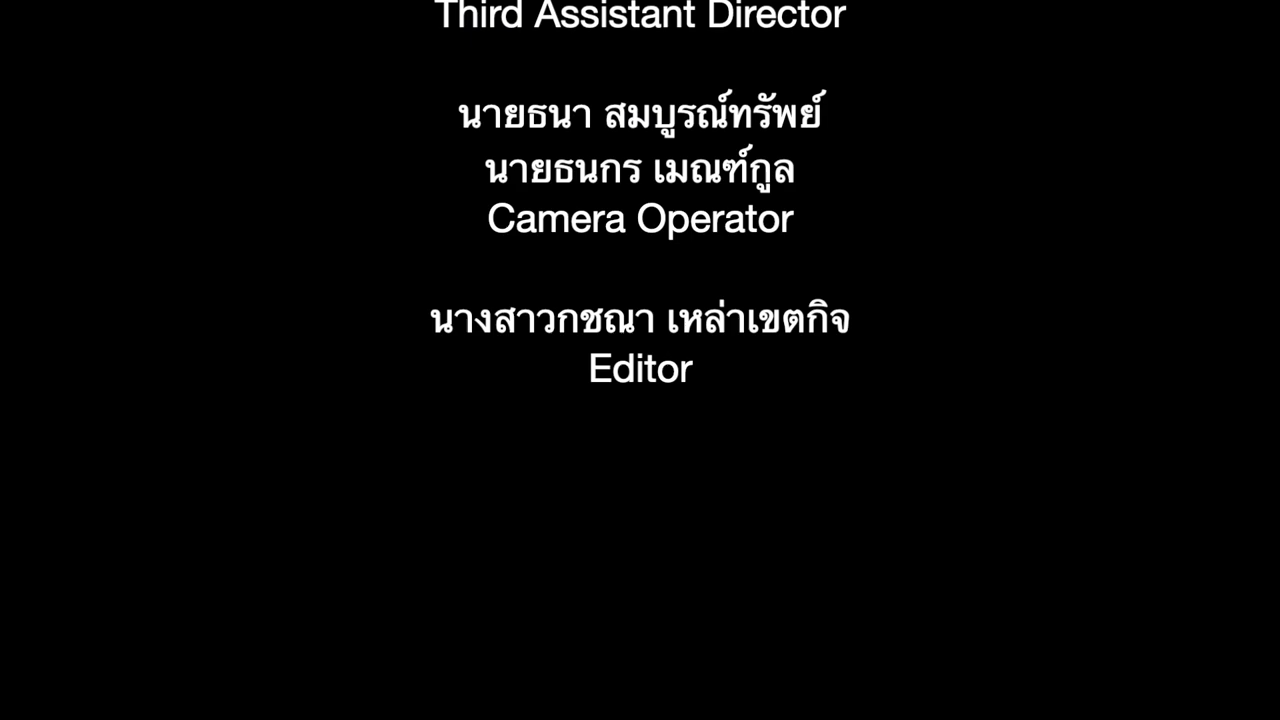 Third Assistant Director
นายธนา สมบูรณ์ทรัพย์
นายธนกร เมณฑ์กูล
Camera Operator
นางสาวกชณา เหล่าเขตกิจ
Editor